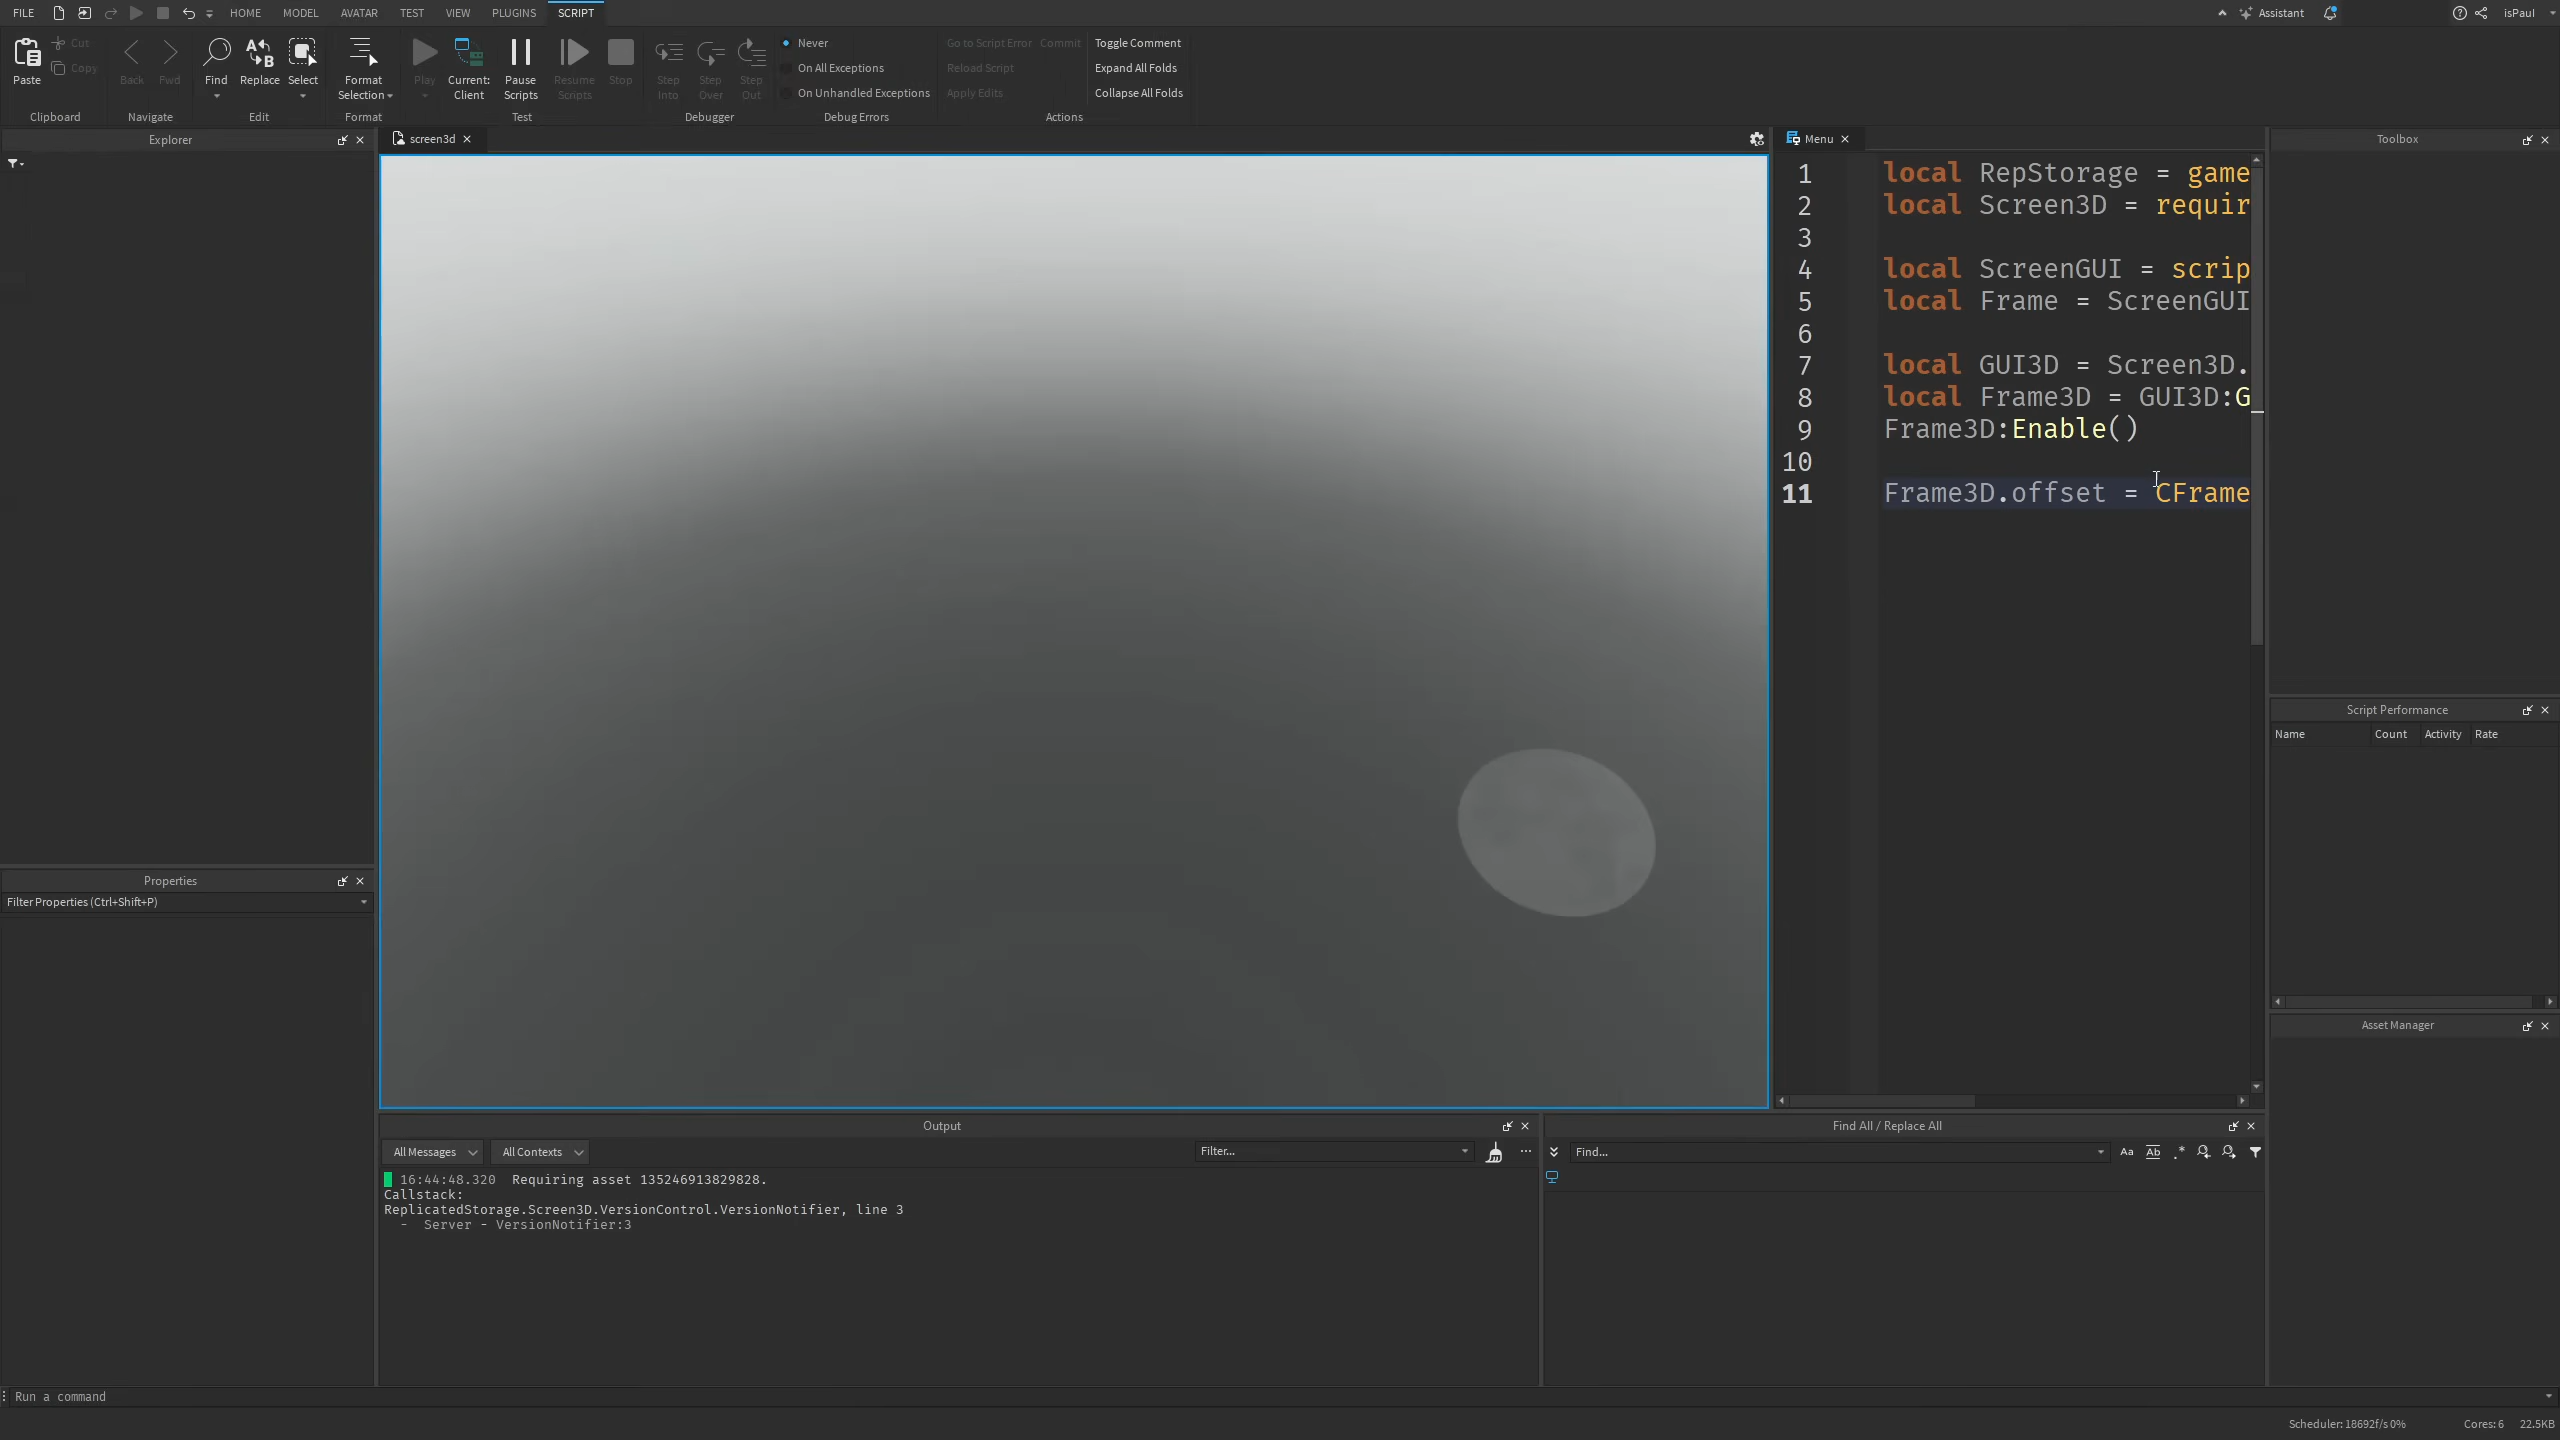 FILE HOME MODEL AVATAR TEST VIEW PLUGINS SCRIPT Assistant isPaul
Paste
Cut
Copy
Clipboard
Back Fwd
Navigate
Find Replace Select
Edit
Format
Selection
Format
Play
Current:
Client
Pause
Scripts
Resume
Scripts
Stop
Test
Step
Into
Step
Over
Step
Out
Debugger
Never
On All Exceptions
On Unhandled Exceptions
Debug Errors
Go to Script Error Commit
Reload Script
Apply Edits
Toggle Comment
Expand All Folds
Collapse All Folds
Actions
Explorer
screen3d
Menu
Toolbox
1 local RepStorage = game
2 local Screen3D = requir
3
4 local ScreenGUI = scrip
5 local Frame = ScreenGUI
6
7 local GUI3D = Screen3D.
8 local Frame3D = GUI3D:G
9 Frame3D:Enable()
10
11 Frame3D.offset = CFrame
Script Performance
Name Count Activity Rate
Properties
Filter Properties (Ctrl+Shift+P)
Asset Manager
Output
All Messages All Contexts Filter...
16:44:48.320 Requiring asset 135246913829828.
Callstack:
ReplicatedStorage.Screen3D.VersionControl.VersionNotifier, line 3
- Server - VersionNotifier:3
Find All / Replace All
Find... Aa Ab .*
Run a command
Scheduler: 18692f/s 0% Cores: 6 22.5KB